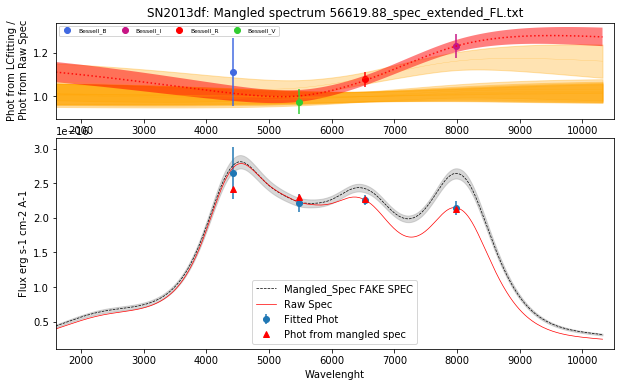 SN2013df: Mangled spectrum 56619.88_spec_extended_FL.txt
Phot from LCfitting /
Phot from Raw Spec
Bessell_B Bessell_I Bessell_R Bessell_V
1.2
1.0
2000 3000 4000 5000 6000 7000 8000 9000 10000
Flux erg s-1 cm-2 A-1
3.0
2.5
2.0
1.5
1.0
0.5
Mangled_Spec FAKE SPEC
Raw Spec
Fitted Phot
Phot from mangled spec
2000 3000 4000 5000 6000 7000 8000 9000 10000
Wavelenght